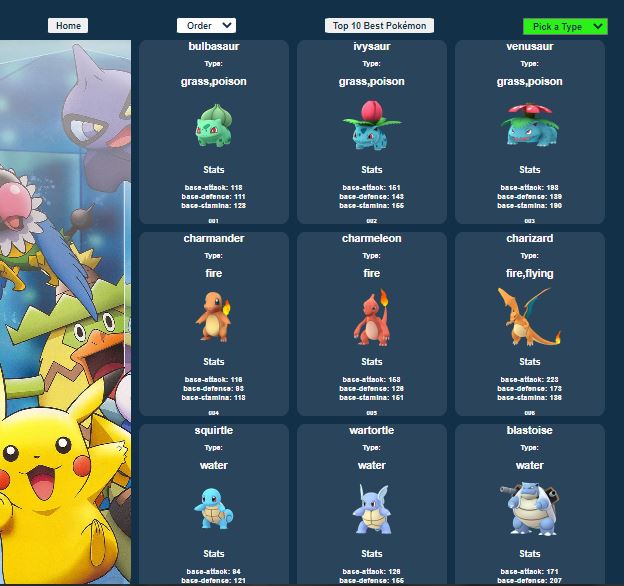 Home
Order
Top 10 Best Pokémon
Pick a Type
bulbasaur
Type:
grass,poison
Stats
base-attack: 118
base-defense: 111
base-stamina: 128
001
ivysaur
Type:
grass,poison
Stats
base-attack: 151
base-defense: 143
base-stamina: 155
002
venusaur
Type:
grass,poison
Stats
base-attack: 198
base-defense: 189
base-stamina: 190
003
charmander
Type:
fire
Stats
base-attack: 116
base-defense: 93
base-stamina: 118
004
charmeleon
Type:
fire
Stats
base-attack: 158
base-defense: 126
base-stamina: 151
005
charizard
Type:
fire,flying
Stats
base-attack: 223
base-defense: 173
base-stamina: 186
006
squirtle
Type:
water
Stats
base-attack: 94
base-defense: 121
wartortle
Type:
water
Stats
base-attack: 126
base-defense: 155
blastoise
Type:
water
Stats
base-attack: 171
base-defense: 207